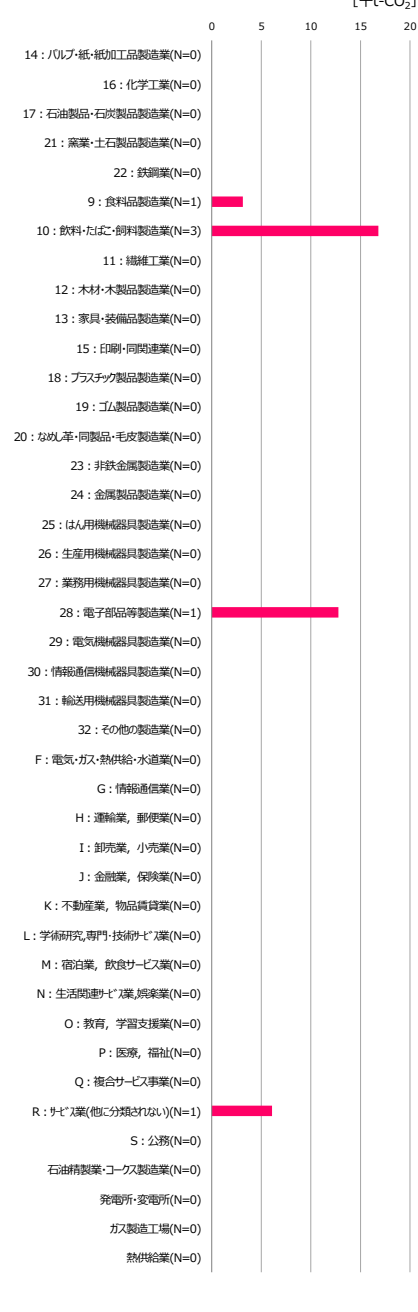 [千t-CO₂]
0 5 10 15 20
14：パルプ・紙・紙加工品製造業(N=0)
16：化学工業(N=0)
17：石油製品・石炭製品製造業(N=0)
21：窯業・土石製品製造業(N=0)
22：鉄鋼業(N=0)
9：食料品製造業(N=1)
10：飲料・たばこ・飼料製造業(N=3)
11：繊維工業(N=0)
12：木材・木製品製造業(N=0)
13：家具・装備品製造業(N=0)
15：印刷・同関連業(N=0)
18：プラスチック製品製造業(N=0)
19：ゴム製品製造業(N=0)
20：なめし革・同製品・毛皮製造業(N=0)
23：非鉄金属製造業(N=0)
24：金属製品製造業(N=0)
25：はん用機械器具製造業(N=0)
26：生産用機械器具製造業(N=0)
27：業務用機械器具製造業(N=0)
28：電子部品等製造業(N=1)
29：電気機械器具製造業(N=0)
30：情報通信機械器具製造業(N=0)
31：輸送用機械器具製造業(N=0)
32：その他の製造業(N=0)
F：電気・ガス・熱供給・水道業(N=0)
G：情報通信業(N=0)
H：運輸業，郵便業(N=0)
I：卸売業，小売業(N=0)
J：金融業，保険業(N=0)
K：不動産業，物品賃貸業(N=0)
L：学術研究,専門・技術ｻｰﾋﾞｽ業(N=0)
M：宿泊業，飲食サービス業(N=0)
N：生活関連ｻｰﾋﾞｽ業,娯楽業(N=0)
O：教育，学習支援業(N=0)
P：医療，福祉(N=0)
Q：複合サービス事業(N=0)
R：ｻｰﾋﾞｽ業(他に分類されない)(N=1)
S：公務(N=0)
石油精製業・コークス製造業(N=0)
発電所・変電所(N=0)
ガス製造工場(N=0)
熱供給業(N=0)